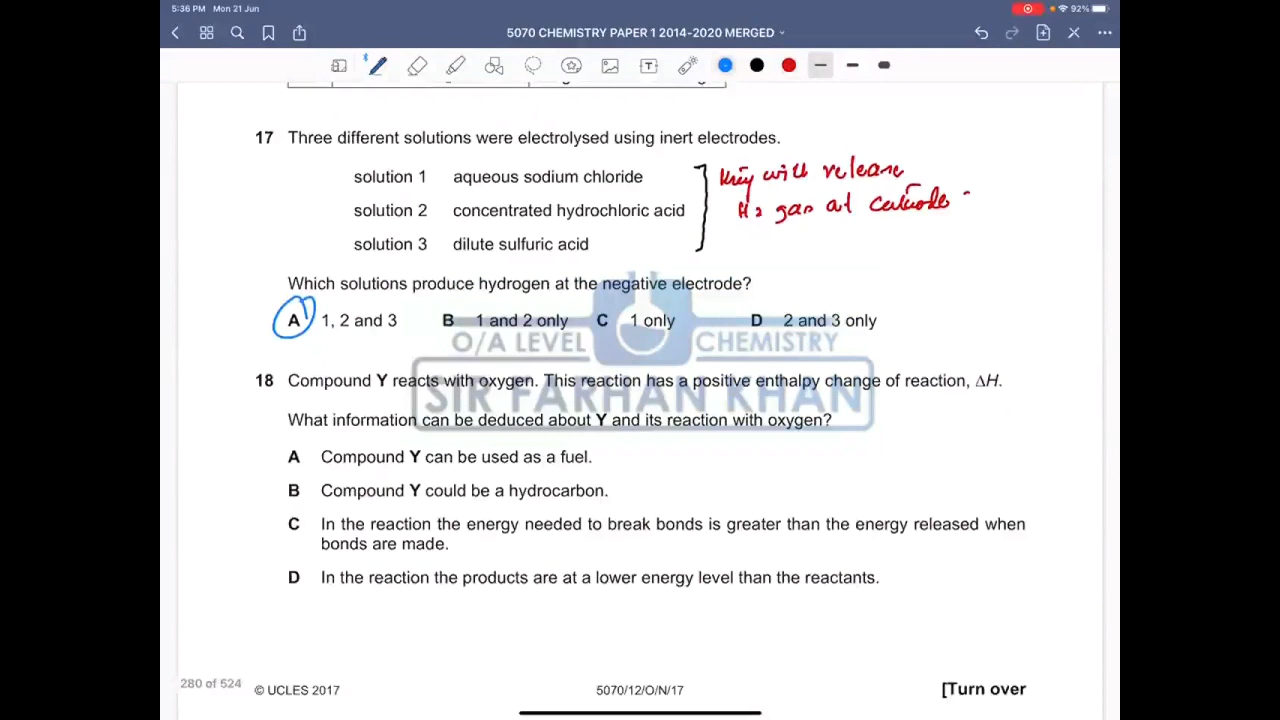 5:36 PM Mon 21 Jun
92%
5070 CHEMISTRY PAPER 1 2014-2020 MERGED
17 Three different solutions were electrolysed using inert electrodes.
solution 1 aqueous sodium chloride
solution 2 concentrated hydrochloric acid
solution 3 dilute sulfuric acid
they will release
H2 gas at cathode
Which solutions produce hydrogen at the negative electrode?
A 1, 2 and 3 B 1 and 2 only C 1 only D 2 and 3 only
O/A LEVEL CHEMISTRY
SIR FARHAN KHAN
18 Compound Y reacts with oxygen. This reaction has a positive enthalpy change of reaction, ΔH.
What information can be deduced about Y and its reaction with oxygen?
A Compound Y can be used as a fuel.
B Compound Y could be a hydrocarbon.
C In the reaction the energy needed to break bonds is greater than the energy released when
bonds are made.
D In the reaction the products are at a lower energy level than the reactants.
280 of 524
© UCLES 2017 5070/12/O/N/17 [Turn over